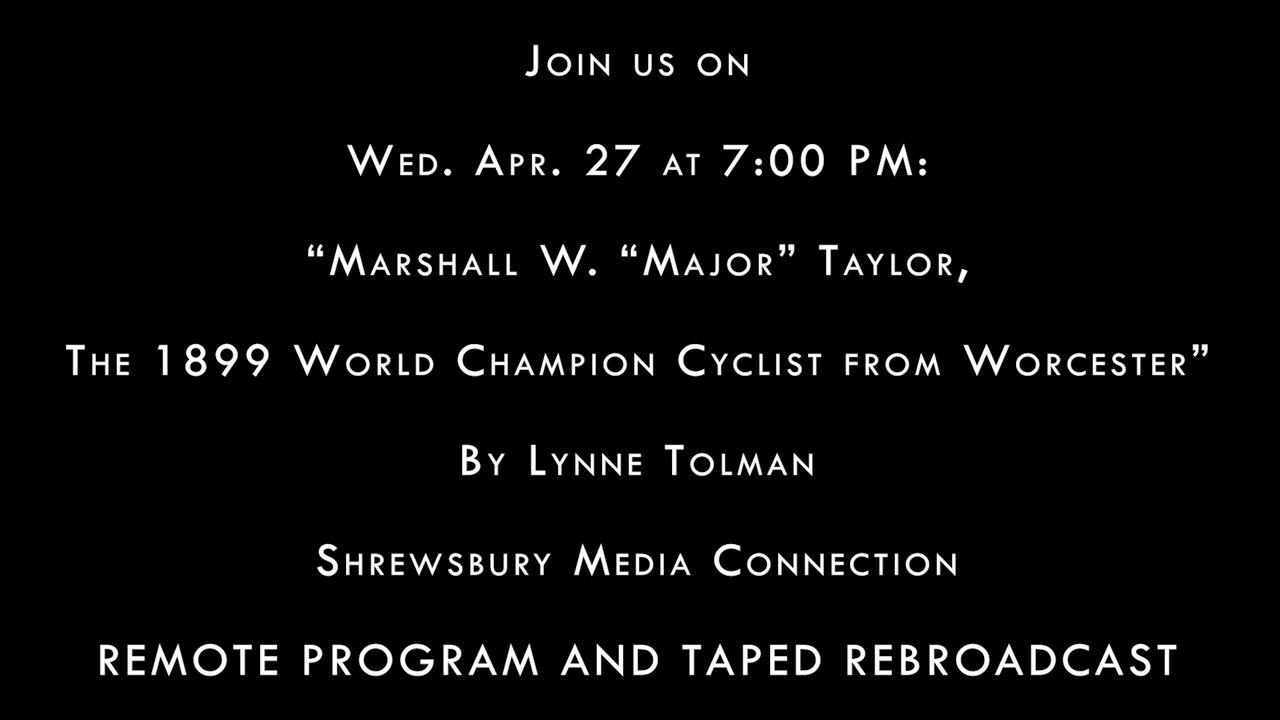 Join us on
Wed. Apr. 27 at 7:00 PM:
“Marshall W. “Major” Taylor,
The 1899 World Champion Cyclist from Worcester”
By Lynne Tolman
Shrewsbury Media Connection
REMOTE PROGRAM AND TAPED REBROADCAST